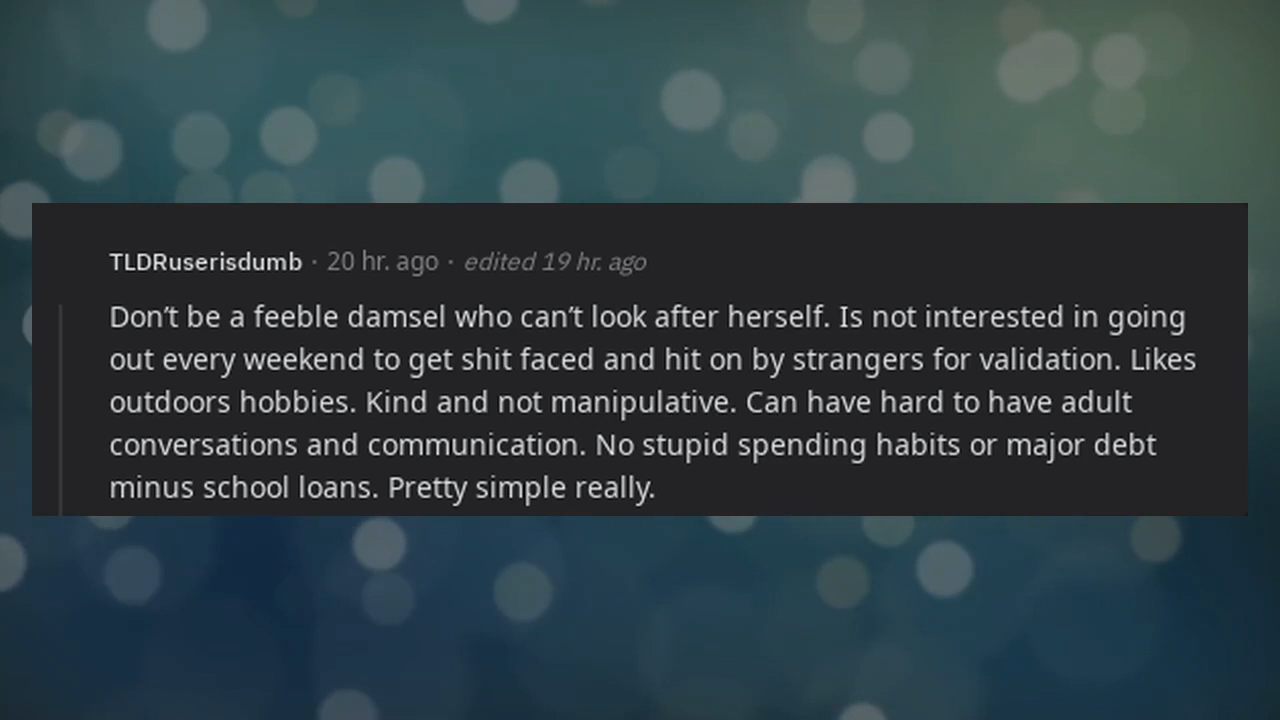 TLDRuserisdumb · 20 hr. ago · edited 19 hr. ago
Don’t be a feeble damsel who can’t look after herself. Is not interested in going
out every weekend to get shit faced and hit on by strangers for validation. Likes
outdoors hobbies. Kind and not manipulative. Can have hard to have adult
conversations and communication. No stupid spending habits or major debt
minus school loans. Pretty simple really.